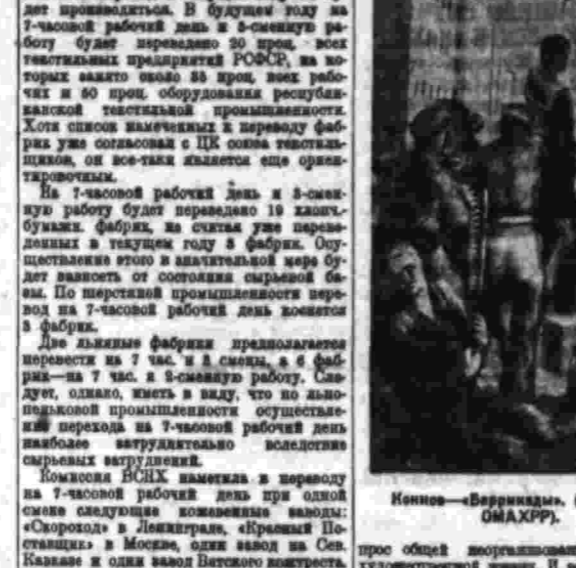 дет производиться. В будущем году на
7-часовой рабочий день и 3-сменную ра-
боту будет переведено 20 проц. всех
текстильных предприятий РСФСР, на ко-
торых занято около 35 проц. всех рабо-
чих и 50 проц. оборудования республи-
канской текстильной промышленности.
Хотя список намеченных к переводу фаб-
рик уже согласован с ЦК союза текстиль-
щиков, он все-таки является еще ориен-
тировочным.
На 7-часовой рабочий день и 3-смен-
ную работу будет переведено 19 хлопч.-
бумажн. фабрик, не считая уже переве-
денных в текущем году 3 фабрик. Осу-
ществление этого в значительной мере бу-
дет зависеть от состояния сырьевой ба-
зы. По шерстяной промышленности пере-
вод на 7-часовой рабочий день коснется
3 фабрик.
Две льняные фабрики предполагается
перевести на 7 час. и 3 смены, а 6 фаб-
рик—на 7 час. и 2-сменную работу. Сле-
дует, однако, иметь в виду, что по льно-
пеньковой промышленности осуществле-
ние перехода на 7-часовой рабочий день
наиболее затруднительно вследствие
сырьевых затруднений.
Комиссия ВСНХ наметила к переводу
на 7-часовой рабочий день при одной
смене следующие кожевенные заводы:
«Скороход» в Ленинграде, «Красный По-
ставщик» в Москве, один завод на Сев.
Кавказе и один завод Вятского кожтреста.
Коннов—«Баррикады».
ОМАХРР).
прос общей неорганизован